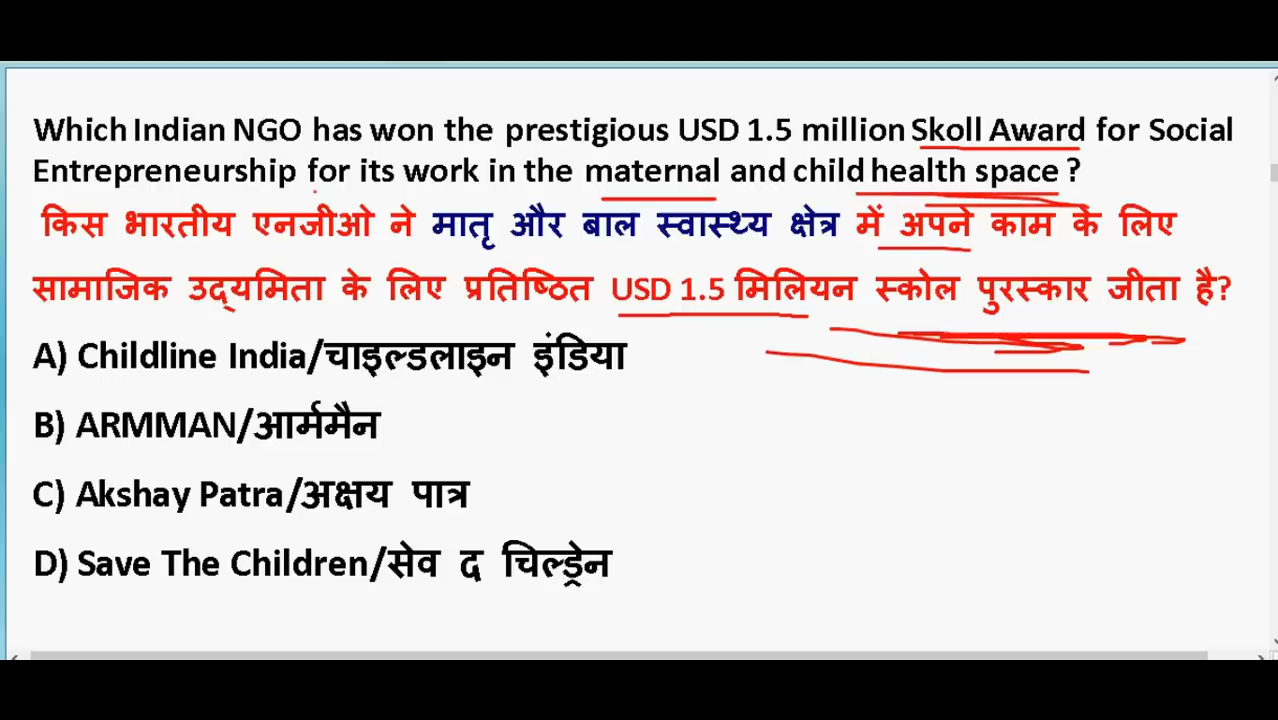 Which Indian NGO has won the prestigious USD 1.5 million Skoll Award for Social
Entrepreneurship for its work in the maternal and child health space ?
किस भारतीय एनजीओ ने मातृ और बाल स्वास्थ्य क्षेत्र में अपने काम के लिए
सामाजिक उद्यमिता के लिए प्रतिष्ठित USD 1.5 मिलियन स्कोल पुरस्कार जीता है?
A) Childline India/चाइल्डलाइन इंडिया
B) ARMMAN/आर्ममैन
C) Akshay Patra/अक्षय पात्र
D) Save The Children/सेव द चिल्ड्रेन